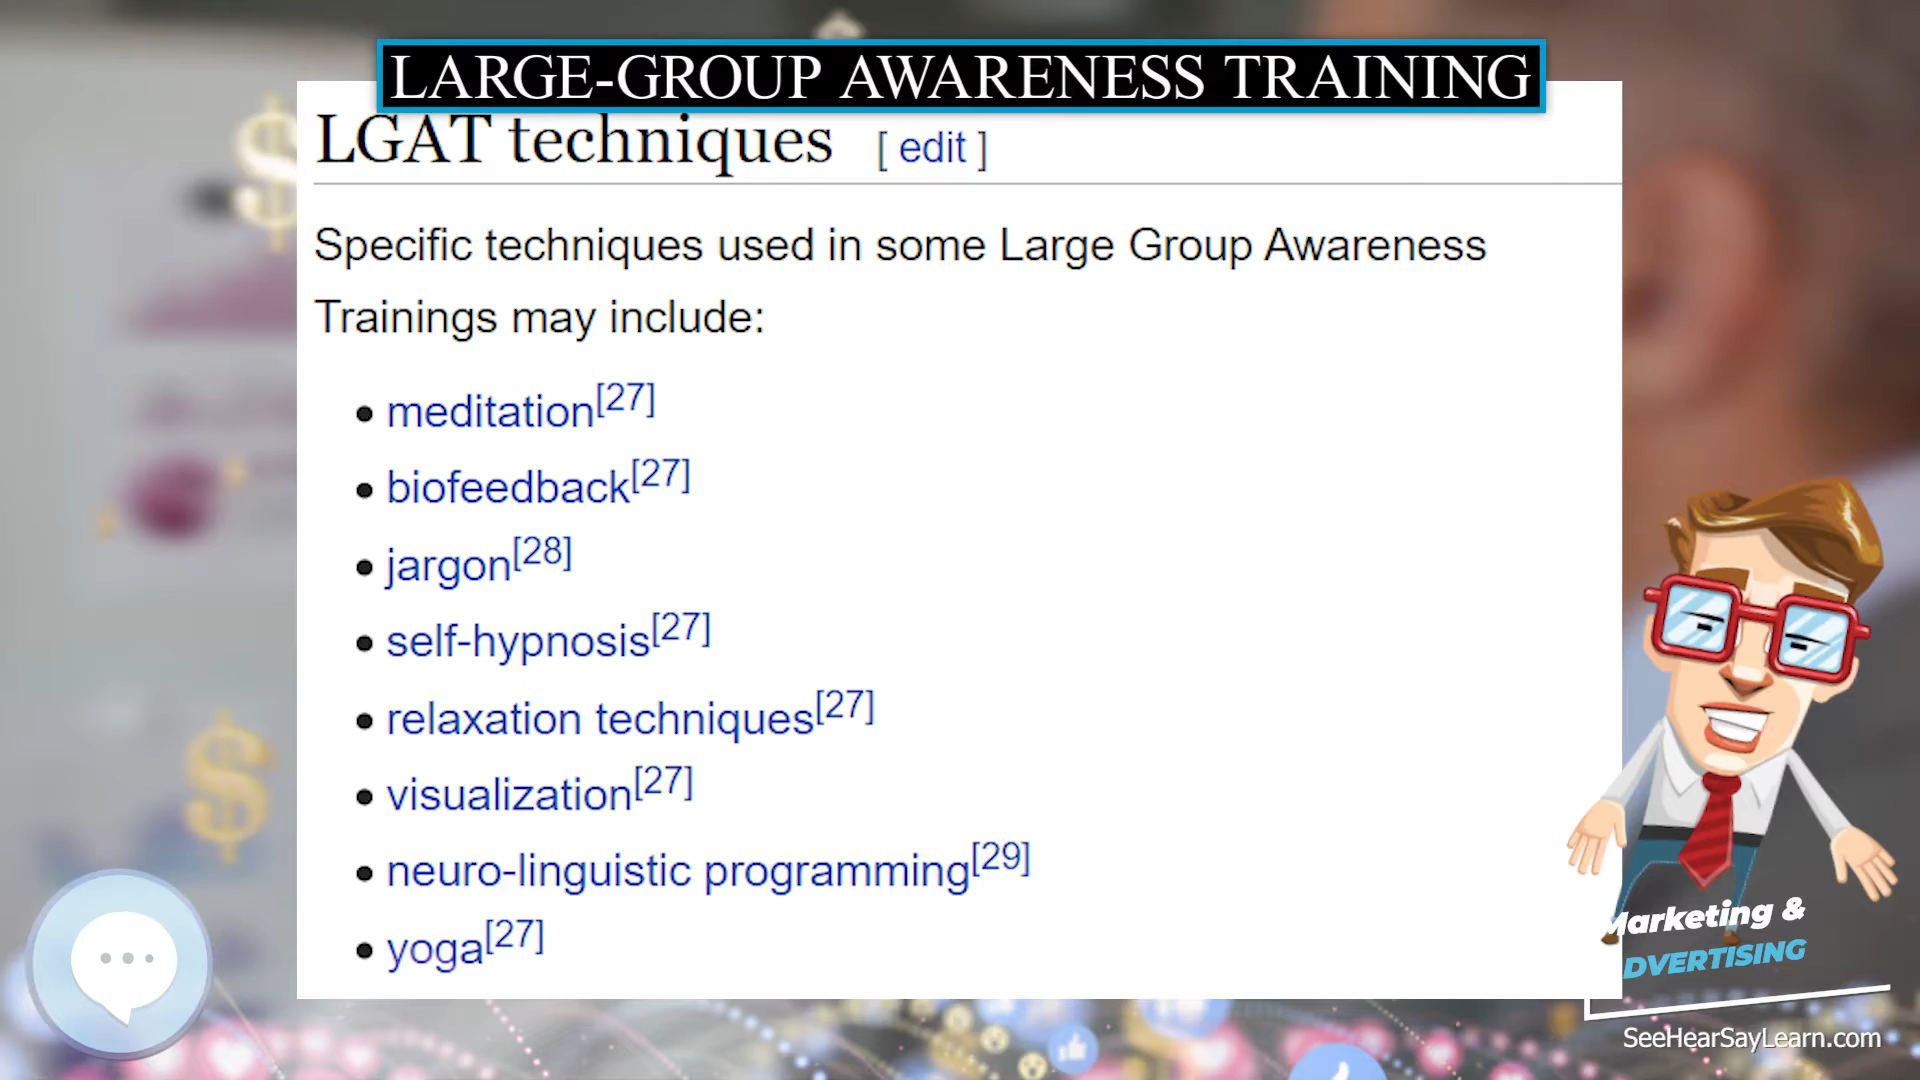 LARGE-GROUP AWARENESS TRAINING
LGAT techniques [ edit ]
Specific techniques used in some Large Group Awareness
Trainings may include:
• meditation[27]
• biofeedback[27]
• jargon[28]
• self-hypnosis[27]
• relaxation techniques[27]
• visualization[27]
• neuro-linguistic programming[29]
• yoga[27]
Marketing &
DVERTISING
SeeHearSayLearn.com